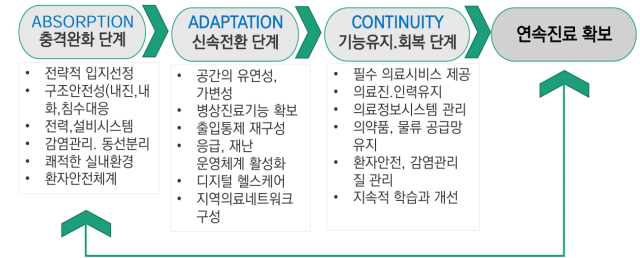 ABSORPTION
충격완화 단계
• 전략적 입지선정
• 구조안전성(내진,내
화,침수대응
• 전력,설비시스템
• 감염관리. 동선분리
• 쾌적한 실내환경
• 환자안전체계
ADAPTATION
신속전환 단계
• 공간의 유연성,
가변성
• 병상진료기능 확보
• 출입통제 재구성
• 응급, 재난
운영체계 활성화
• 디지털 헬스케어
• 지역의료네트워크
구성
CONTINUITY
기능유지.회복 단계
• 필수 의료시비스 제공
• 의료진.인력유지
• 의료정보시스템 관리
• 의약품, 물류 공급망
유지
• 환자안전, 감염관리
질 관리
• 지속적 학습과 개선
연속진료 확보